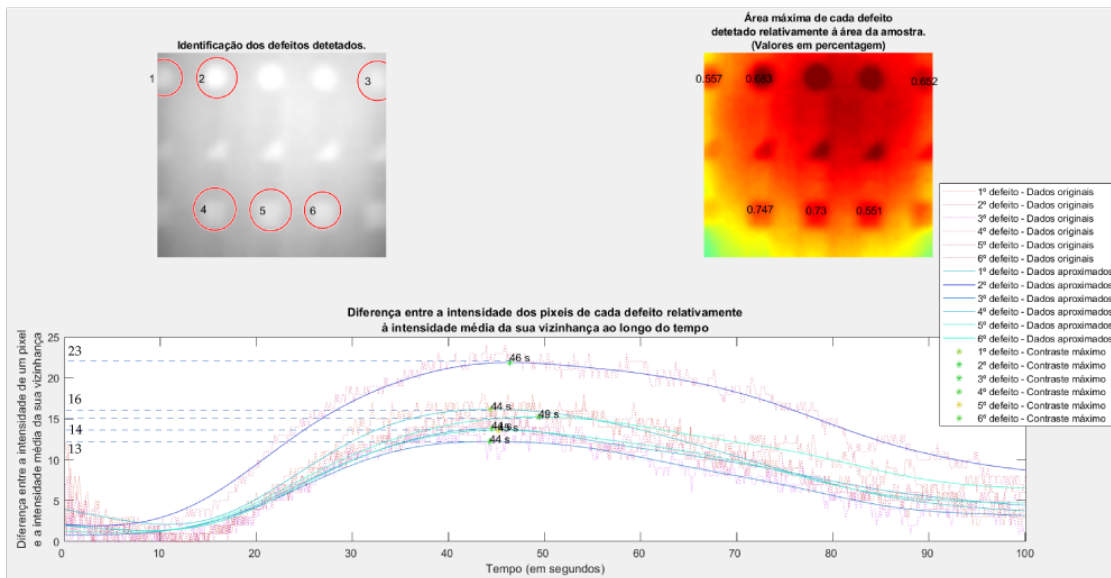 Identificação dos defeitos detetados.
1
2
3
4
5
6
Área máxima de cada defeito
detetado relativamente à área da amostra.
(Valores em percentagem)
0.557
0.683
0.652
0.747
0.73
0.551
1º defeito - Dados originais
2º defeito - Dados originais
3º defeito - Dados originais
4º defeito - Dados originais
5º defeito - Dados originais
6º defeito - Dados originais
1º defeito - Dados aproximados
2º defeito - Dados aproximados
3º defeito - Dados aproximados
4º defeito - Dados aproximados
5º defeito - Dados aproximados
6º defeito - Dados aproximados
1º defeito - Contraste máximo
2º defeito - Contraste máximo
3º defeito - Contraste máximo
4º defeito - Contraste máximo
5º defeito - Contraste máximo
6º defeito - Contraste máximo
Diferença entre a intensidade dos pixeis de cada defeito relativamente
à intensidade média da sua vizinhança ao longo do tempo
Diferença entre a intensidade de um pixel
e a intensidade média da sua vizinhança
25
20
15
10
5
0
23
16
14
13
46 s
44 s
49 s
44 s
0
10
20
30
40
50
60
70
80
90
100
Tempo (em segundos)